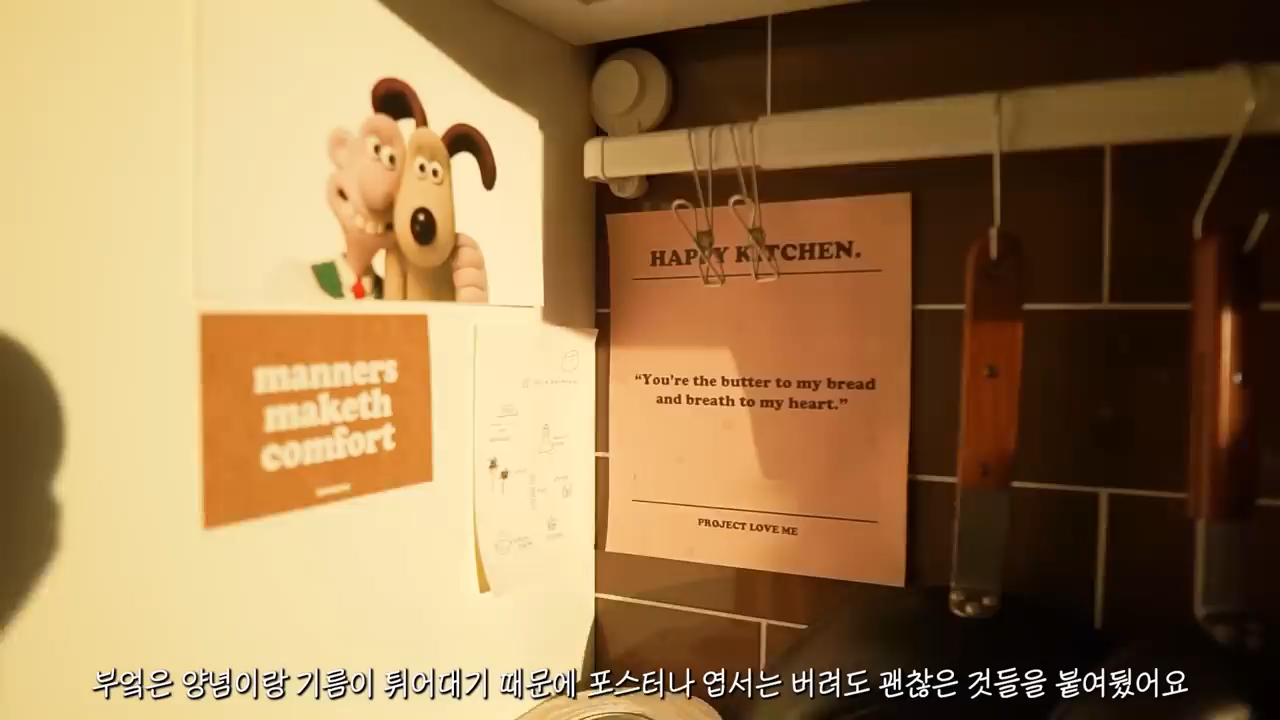 HAPPY KITCHEN.
"You're the butter to my bread
and breath to my heart."
PROJECT LOVE ME
manners
maketh
comfort
부엌은 양념이랑 기름이 튀어대기 때문에 포스터나 엽서는 버려도 괜찮은 것들을 붙여뒀어요